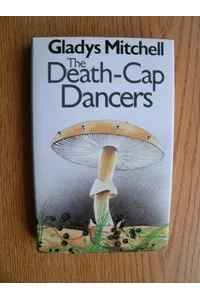 Gladys Mitchell
The
Death-Cap
Dancers